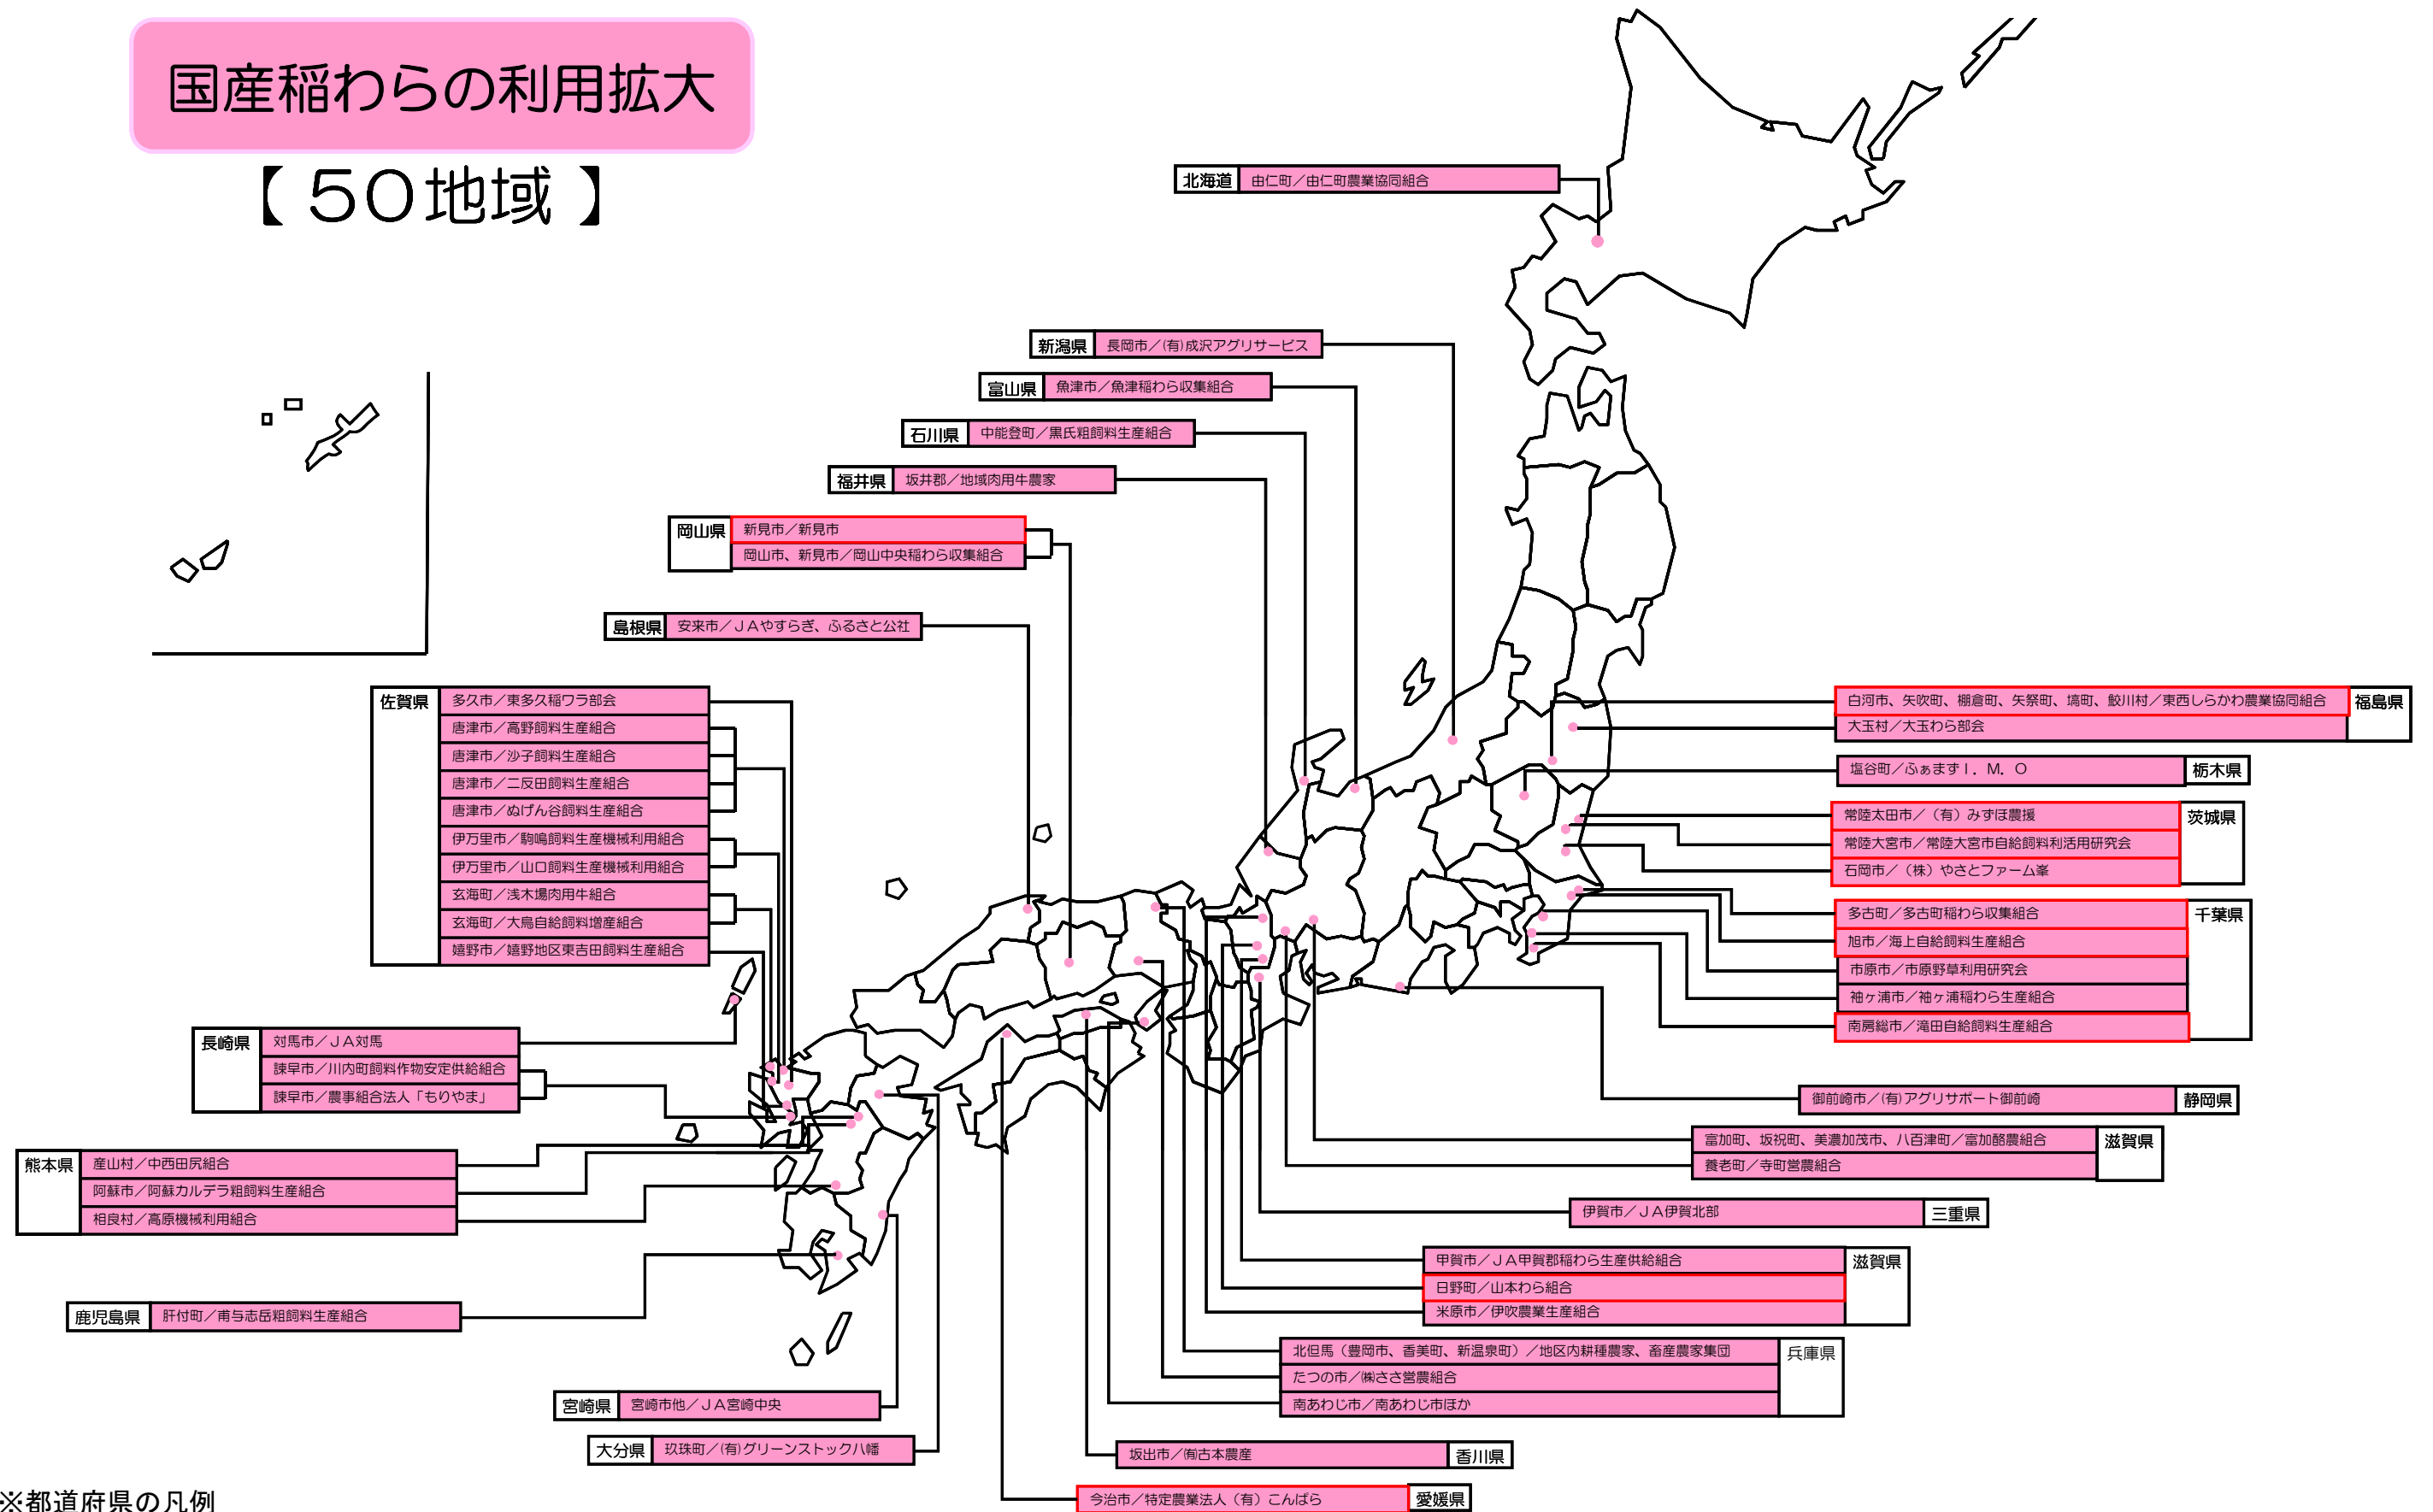 国産稲わらの利用拡大
【 50地域 】
北海道 由仁町／由仁町農業協同組合
新潟県 長岡市／(有)成沢アグリサービス
富山県 魚津市／魚津稲わら収集組合
石川県 中能登町／黒氏粗飼料生産組合
福井県 坂井郡／地域肉用牛農家
岡山県 新見市／新見市
岡山市、新見市／岡山中央稲わら収集組合
島根県 安来市／ＪＡやすらぎ、ふるさと公社
佐賀県 多久市／東多久稲ワラ部会
唐津市／高野飼料生産組合
唐津市／沙子飼料生産組合
唐津市／二反田飼料生産組合
唐津市／ぬげん谷飼料生産組合
伊万里市／駒鳴飼料生産機械利用組合
伊万里市／山口飼料生産機械利用組合
玄海町／浅木場肉用牛組合
玄海町／大鳥自給飼料増産組合
嬉野市／嬉野地区東吉田飼料生産組合
長崎県 対馬市／ＪＡ対馬
諫早市／川内町飼料作物安定供給組合
諫早市／農事組合法人「もりやま」
熊本県 産山村／中西田尻組合
阿蘇市／阿蘇カルデラ粗飼料生産組合
相良村／高原機械利用組合
鹿児島県 肝付町／甫与志岳粗飼料生産組合
宮崎県 宮崎市他／ＪＡ宮崎中央
大分県 玖珠町／(有)グリーンストック八幡
白河市、矢吹町、棚倉町、矢祭町、塙町、鮫川村／東西しらかわ農業協同組合 福島県
大玉村／大玉わら部会
塩谷町／ふぁまずＩ．Ｍ．Ｏ 栃木県
常陸太田市／（有）みずほ農援 茨城県
常陸大宮市／常陸大宮市自給飼料利活用研究会
石岡市／（株）やさとファーム峯
多古町／多古町稲わら収集組合 千葉県
旭市／海上自給飼料生産組合
市原市／市原野草利用研究会
袖ヶ浦市／袖ヶ浦稲わら生産組合
南房総市／滝田自給飼料生産組合
御前崎市／(有)アグリサポート御前崎 静岡県
富加町、坂祝町、美濃加茂市、八百津町／富加酪農組合 滋賀県
養老町／寺町営農組合
伊賀市／ＪＡ伊賀北部 三重県
甲賀市／ＪＡ甲賀郡稲わら生産供給組合 滋賀県
日野町／山本わら組合
米原市／伊吹農業生産組合
北但馬（豊岡市、香美町、新温泉町）／地区内耕種農家、畜産農家集団 兵庫県
たつの市／㈱ささ営農組合
南あわじ市／南あわじ市ほか
坂出市／㈲古本農産 香川県
今治市／特定農業法人（有）こんぱら 愛媛県
※都道府県の凡例